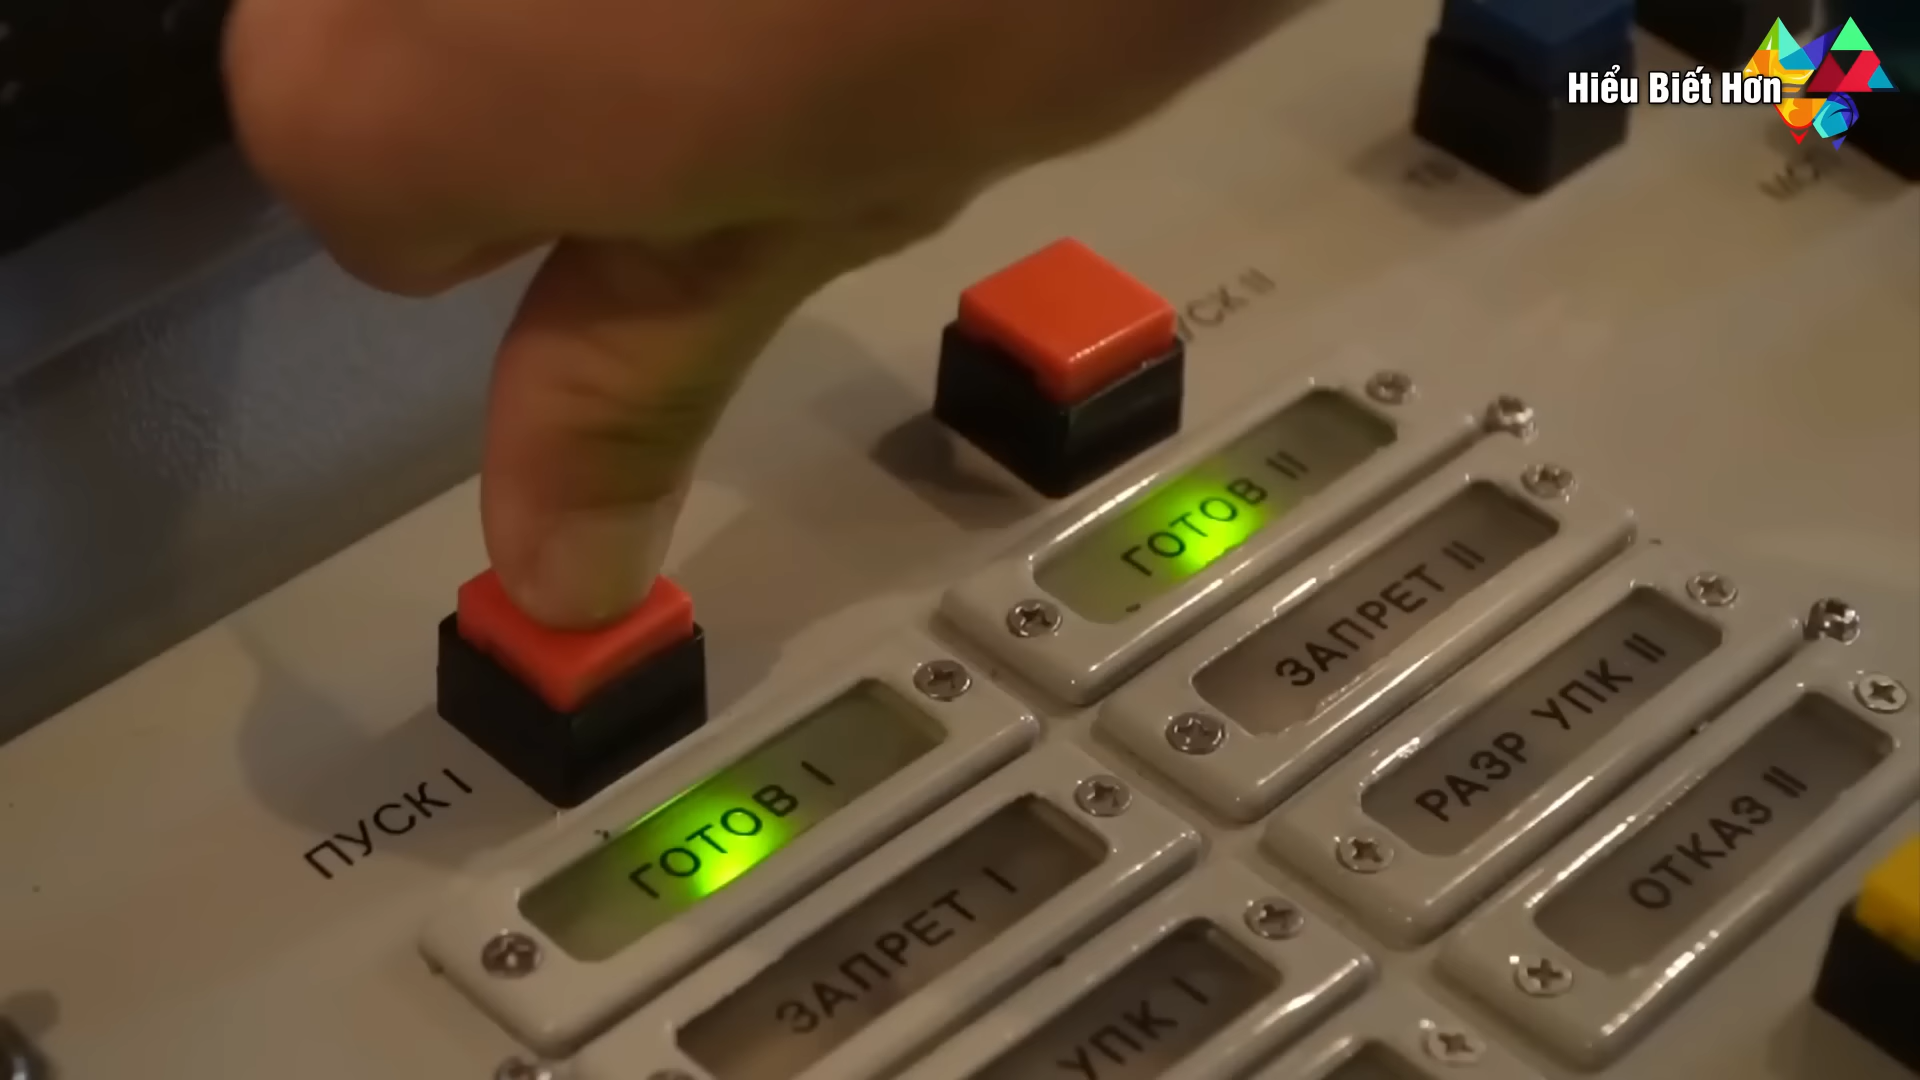 Hiểu Biết Hơn
ПУСК II
ГОТОВ II
ЗАПРЕТ II
РАЗР УПК II
ОТКАЗ II
ПУСК I
ГОТОВ I
ЗАПРЕТ I
УПК I